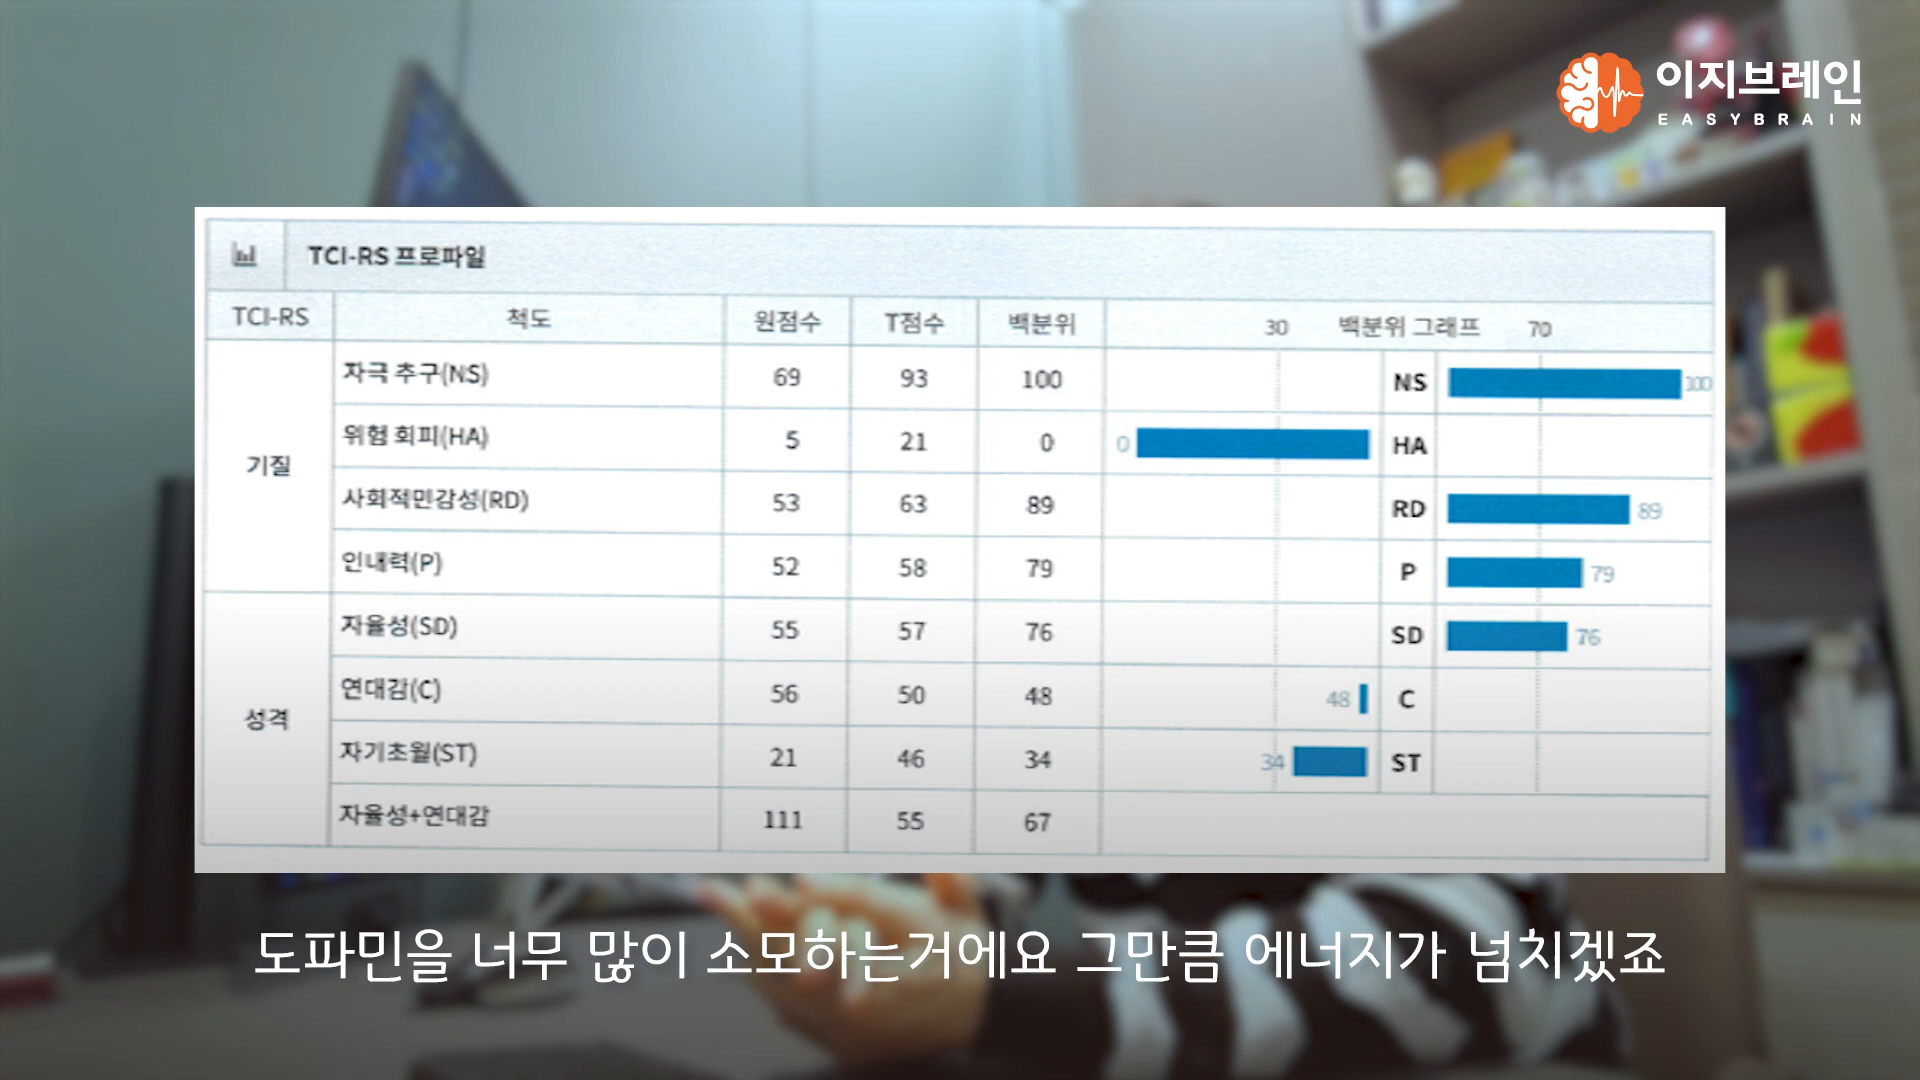 이지브레인
EASYBRAIN
TCI-RS 프로파일
TCI-RS 척도 원점수 T점수 백분위 30 백분위 그래프 70
기질
자극 추구(NS) 69 93 100 NS 100
위험 회피(HA) 5 21 0 0 HA
사회적민감성(RD) 53 63 89 RD 89
인내력(P) 52 58 79 P 79
성격
자율성(SD) 55 57 76 SD 76
연대감(C) 56 50 48 48 C
자기초월(ST) 21 46 34 34 ST
자율성+연대감 111 55 67
도파민을 너무 많이 소모하는거에요 그만큼 에너지가 넘치겠죠